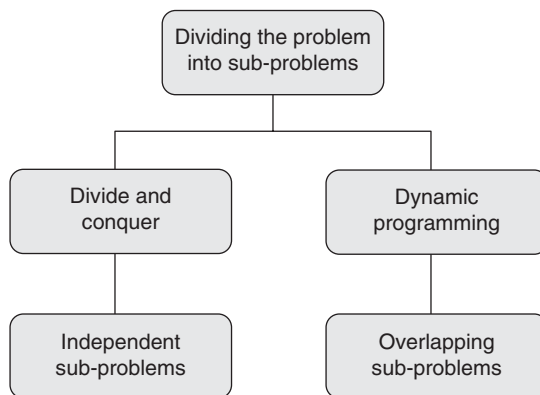 Dividing the problem
into sub-problems
Divide and
conquer
Dynamic
programming
Independent
sub-problems
Overlapping
sub-problems